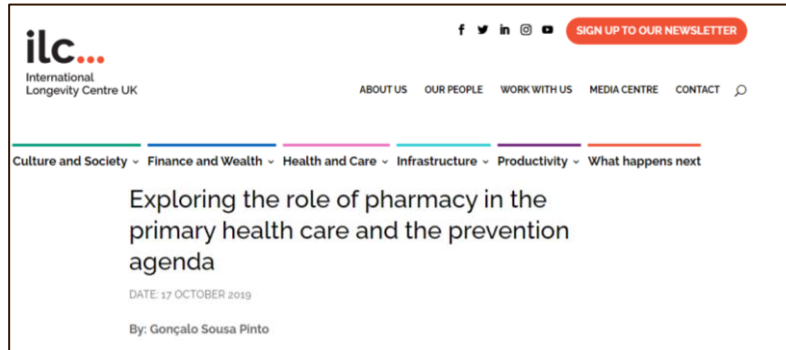 SIGN UP TO OUR NEWSLETTER
ilc...
International
Longevity Centre UK
ABOUT US OUR PEOPLE WORK WITH US MEDIA CENTRE CONTACT
Culture and Society Finance and Wealth Health and Care Infrastructure Productivity What happens next
Exploring the role of pharmacy in the
primary health care and the prevention
agenda
DATE: 17 OCTOBER 2019
By: Gonçalo Sousa Pinto